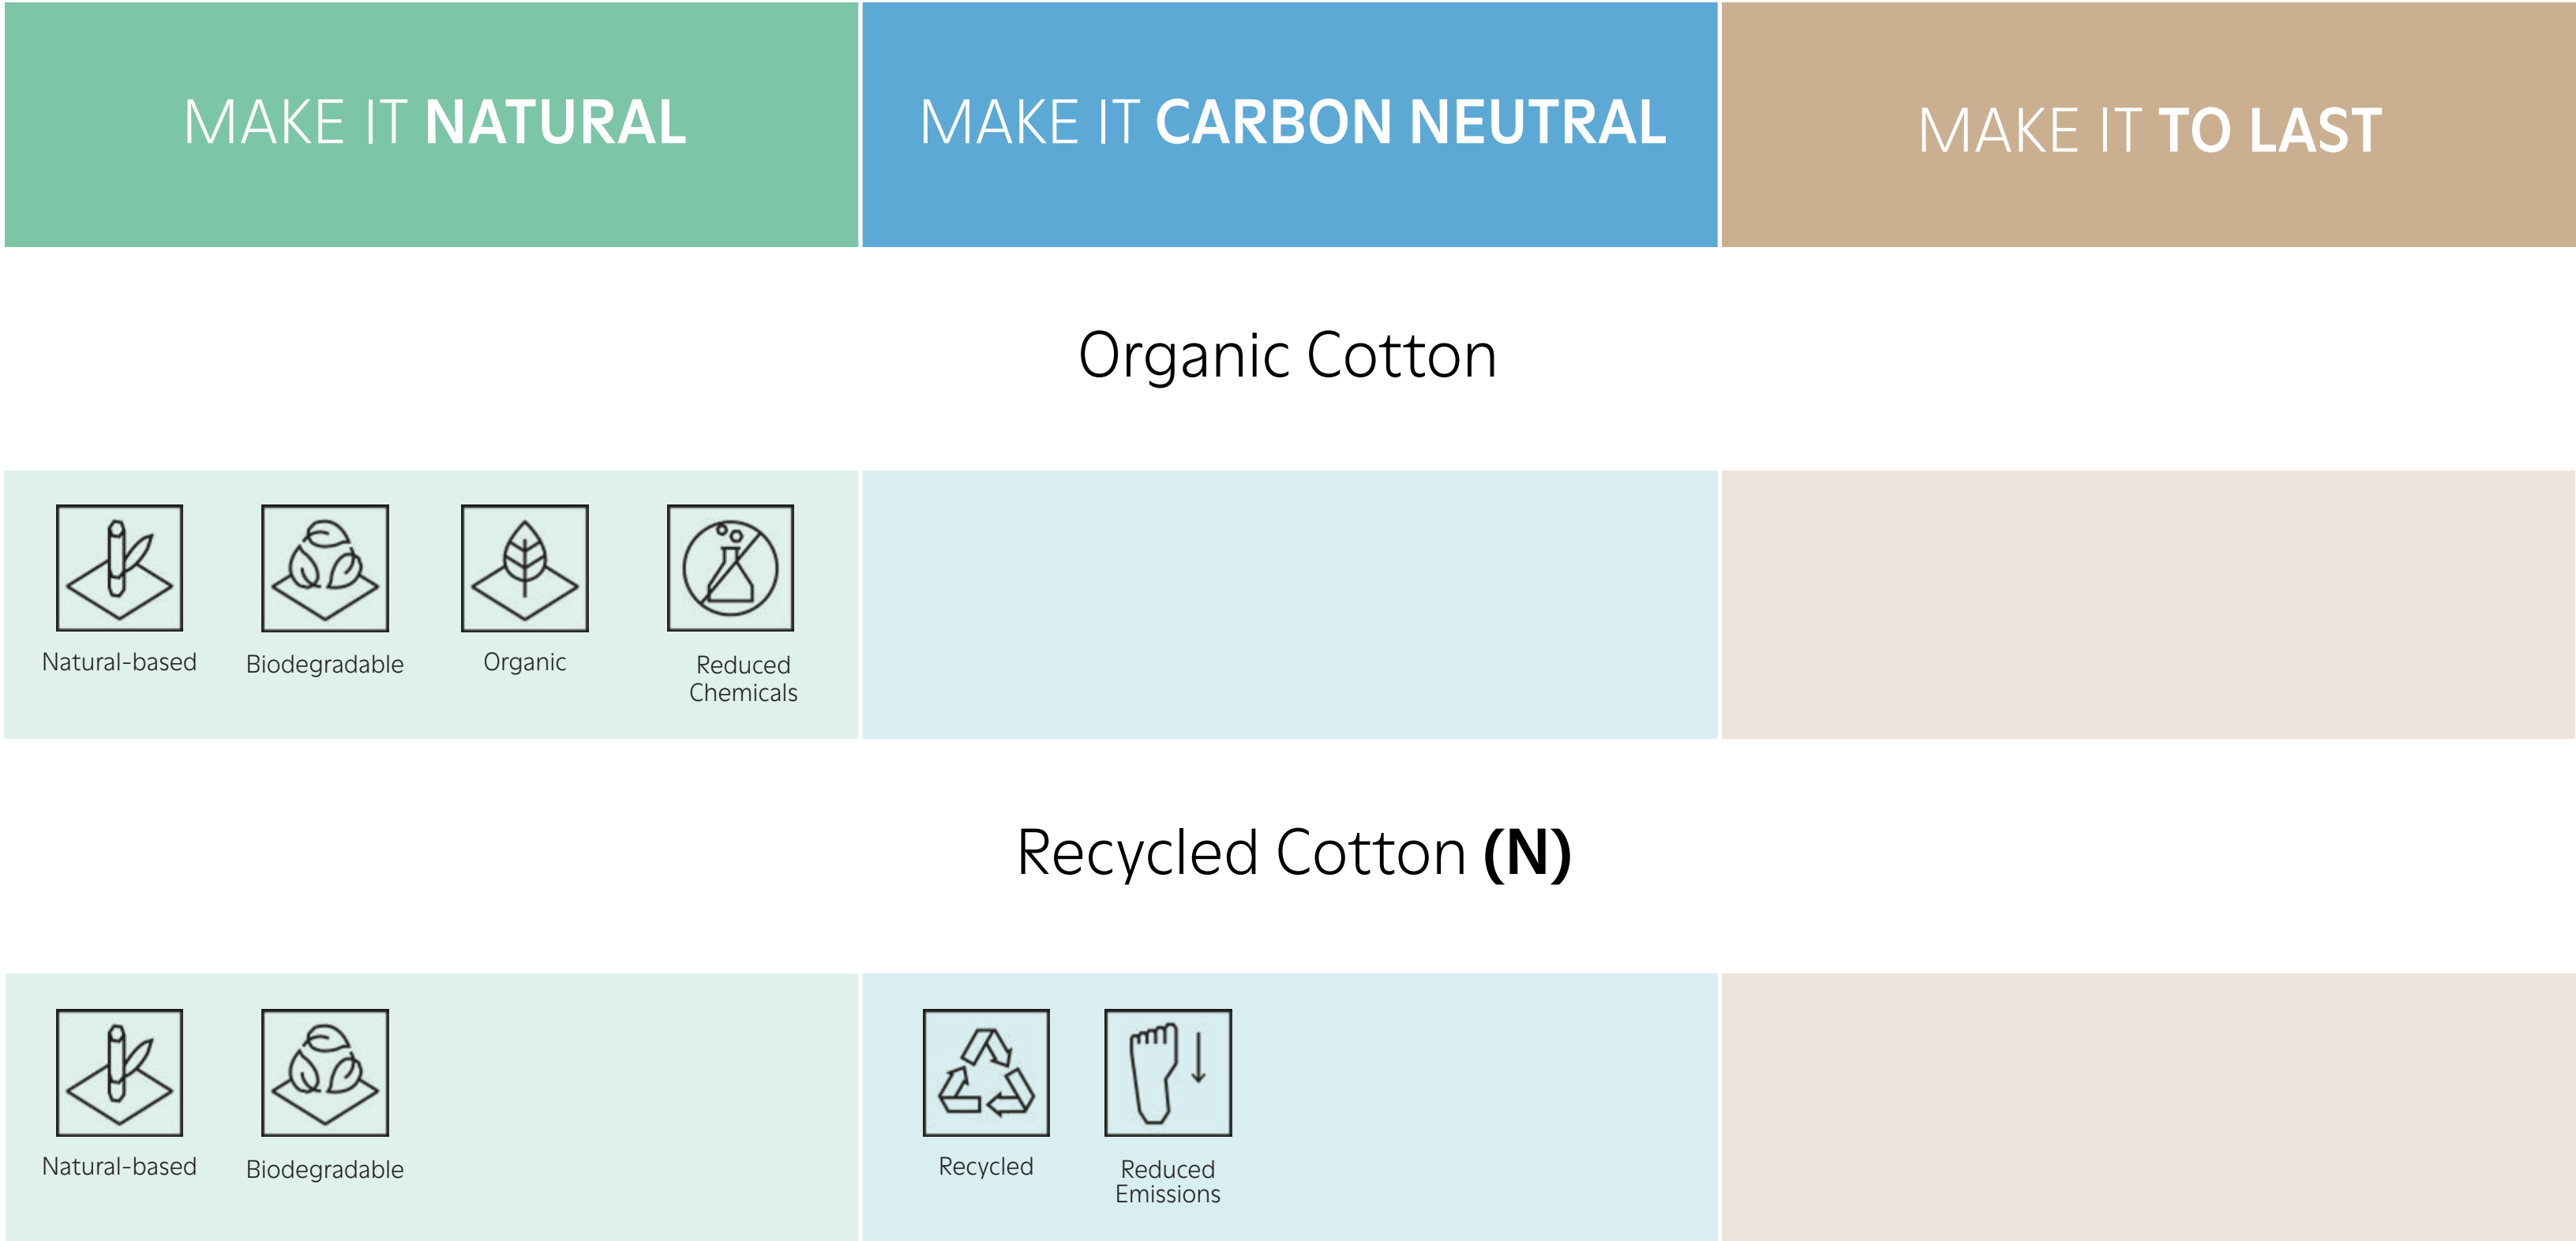 MAKE IT NATURAL
MAKE IT CARBON NEUTRAL
MAKE IT TO LAST
Organic Cotton
Natural-based
Biodegradable
Organic
Reduced
Chemicals
Recycled Cotton (N)
Natural-based
Biodegradable
Recycled
Reduced
Emissions